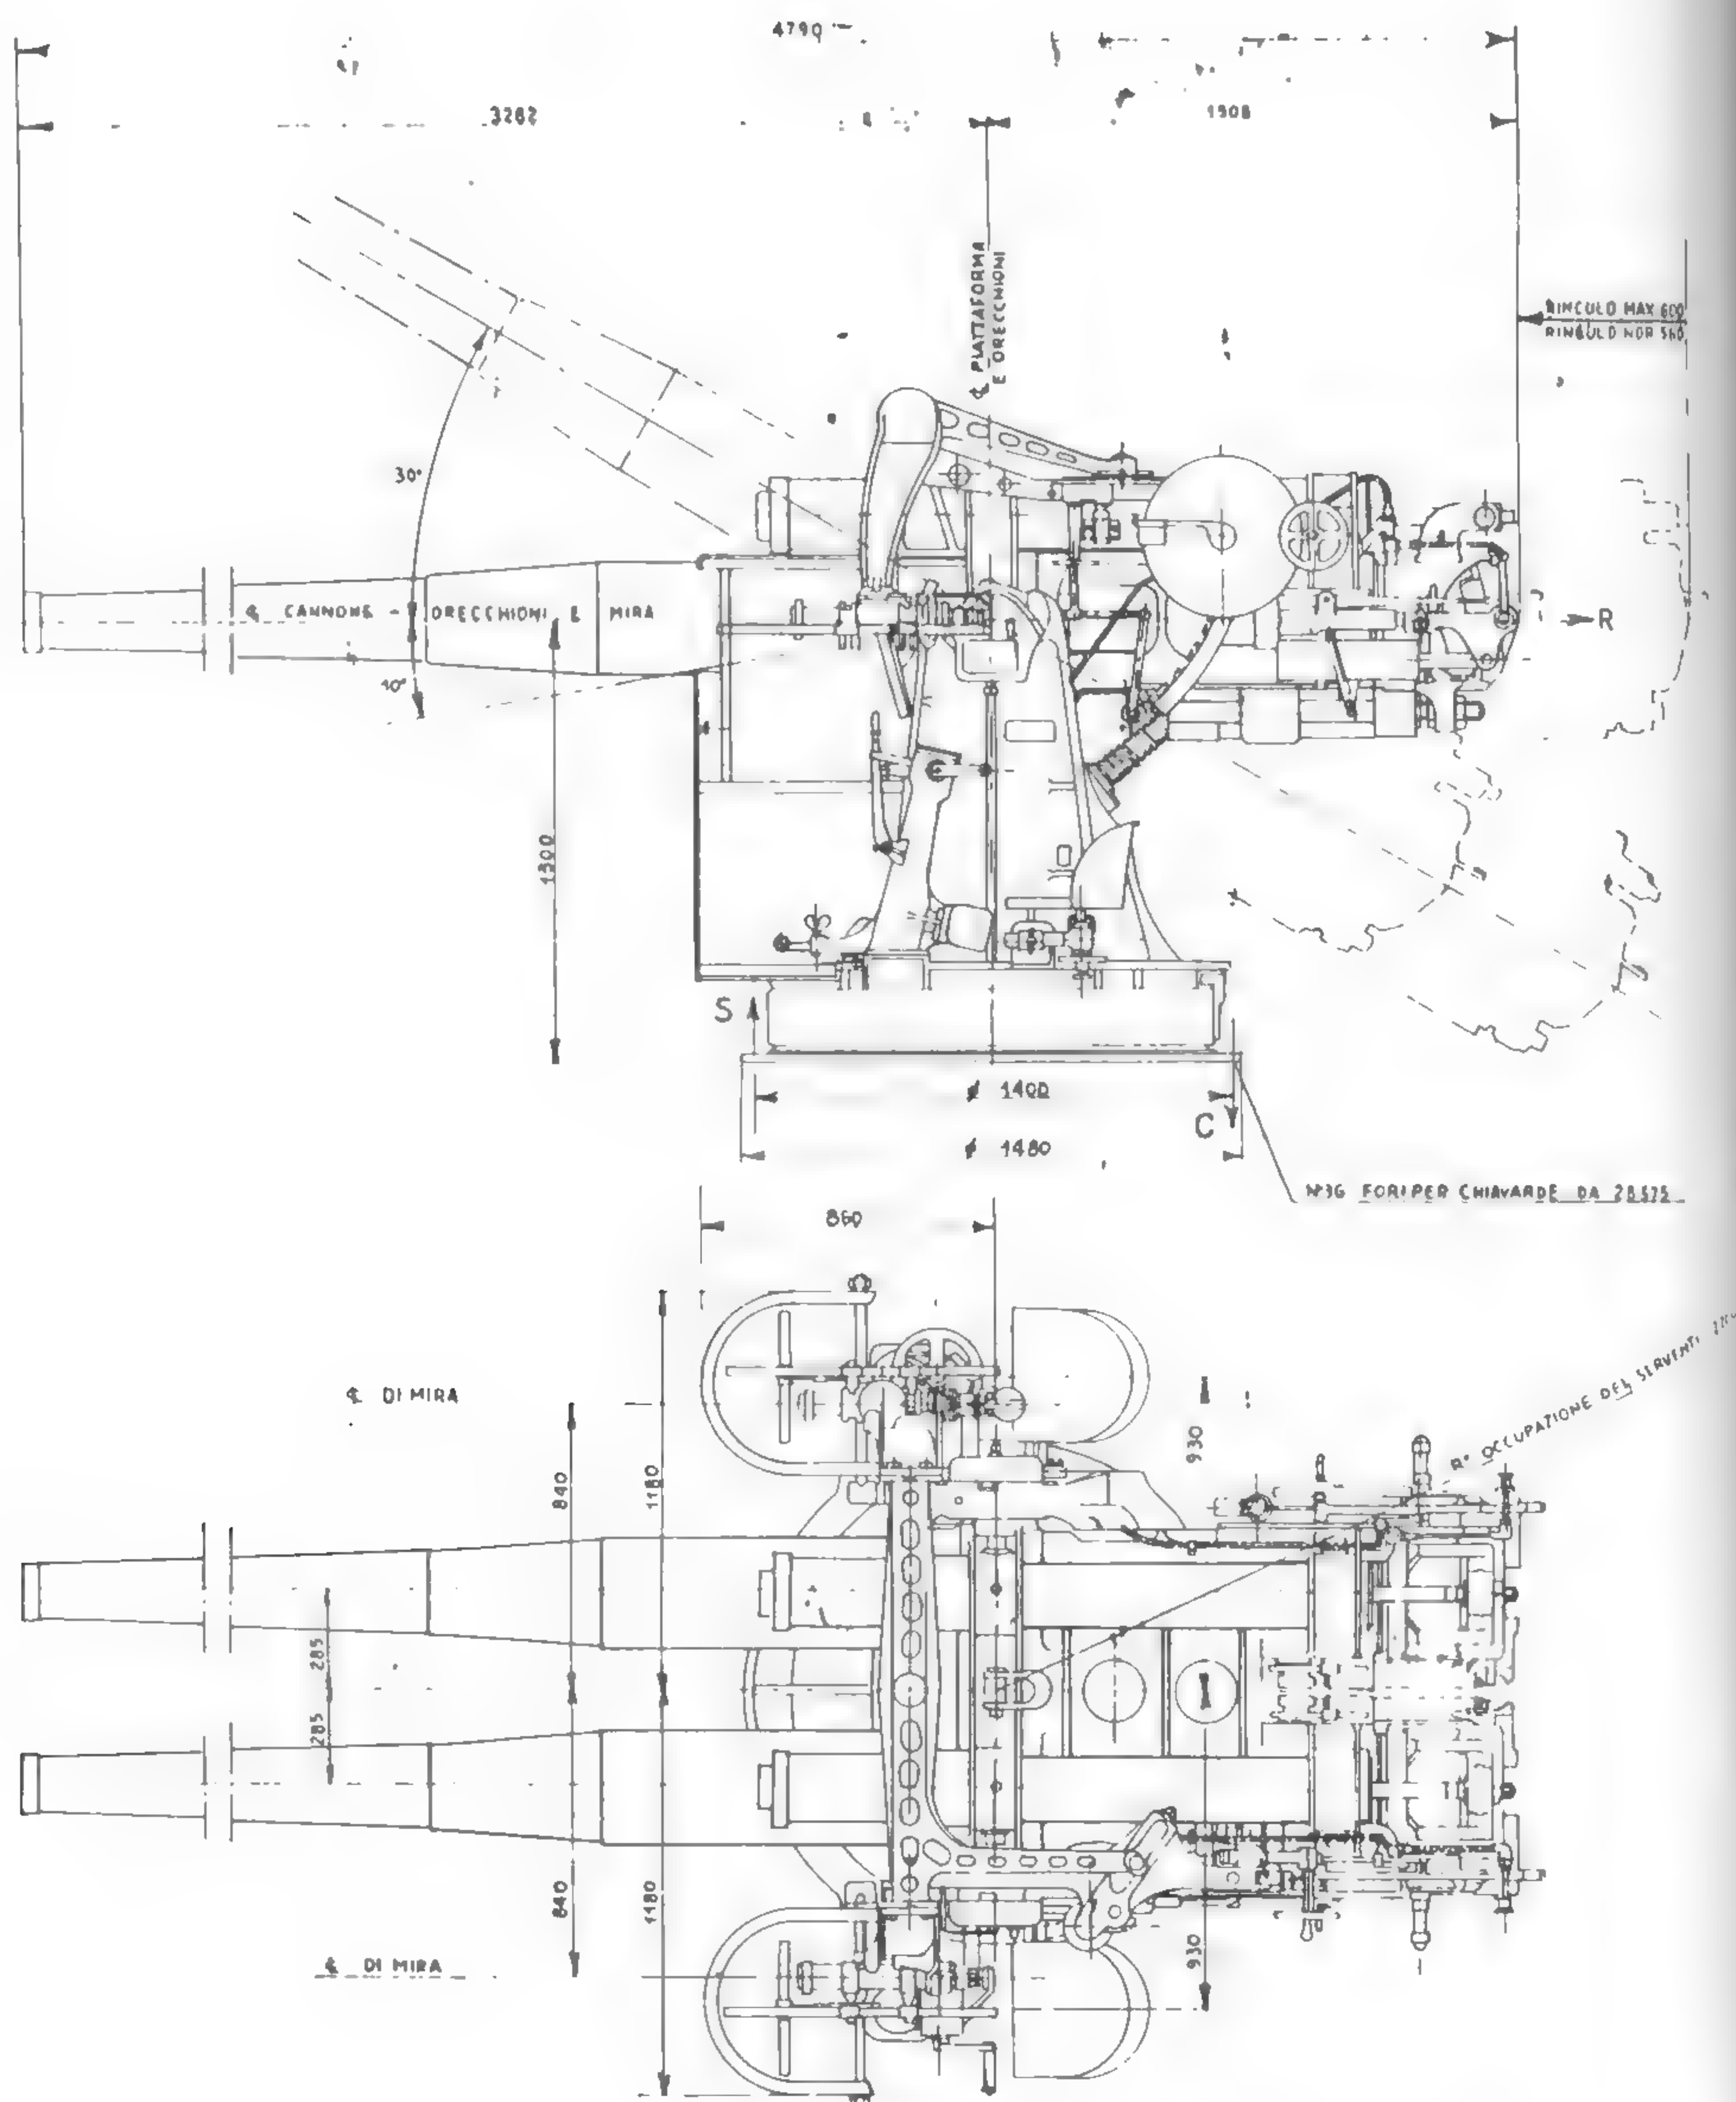 4790
3282
1508
℄ PIATTAFORMA
E ORECCHIONI
RINCULO MAX 600
RINCULO NOR 560
30°
℄ CANNONE - ORECCHIONI E MIRA
R
10°
1300
S
ø 1400
C
ø 1480
N°36 FORI PER CHIAVARDE DA 28.575
860
℄ DI MIRA
930
R° OCCUPAZIONE DEI SERVENTI
840
1180
285
285
840
1180
930
℄ DI MIRA